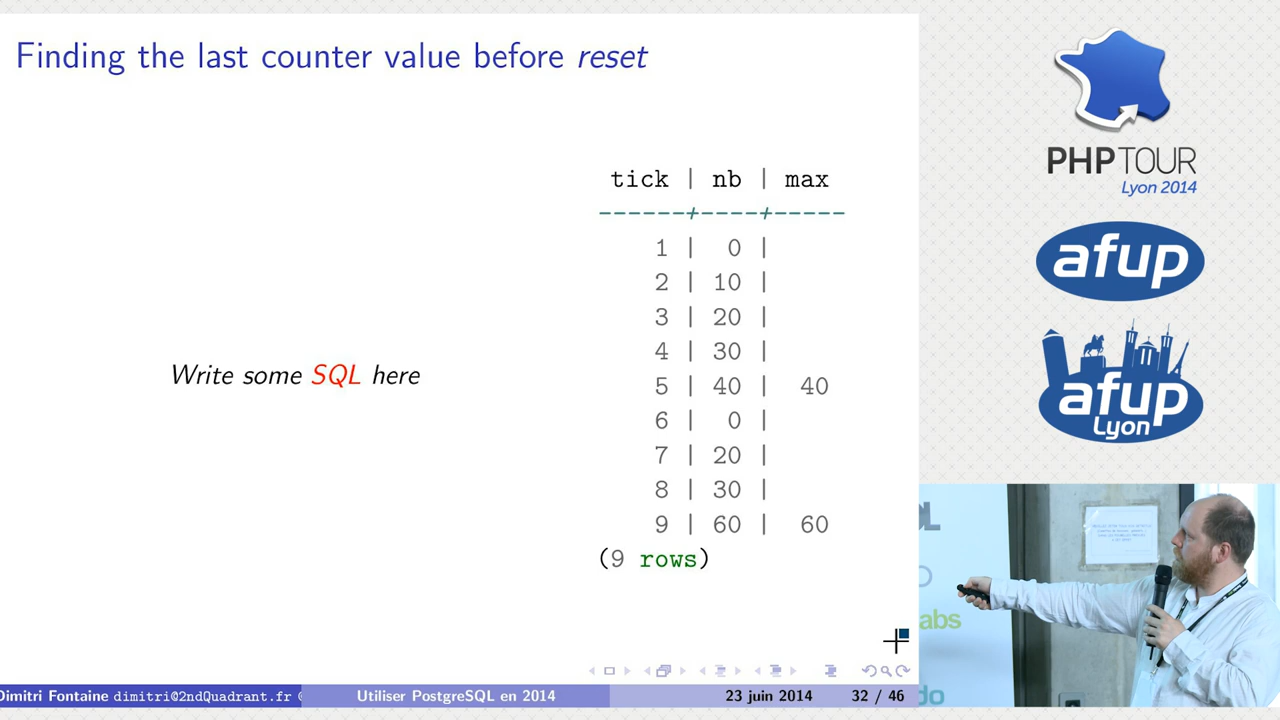 Finding the last counter value before reset
Write some SQL here
tick | nb | max
------+----+-----
1 | 0 |
2 | 10 |
3 | 20 |
4 | 30 |
5 | 40 | 40
6 | 0 |
7 | 20 |
8 | 30 |
9 | 60 | 60
(9 rows)
Dimitri Fontaine dimitri@2ndQuadrant.fr
Utiliser PostgreSQL en 2014
23 juin 2014
32 / 46
PHP TOUR
Lyon 2014
afup
afup
Lyon
abs
do